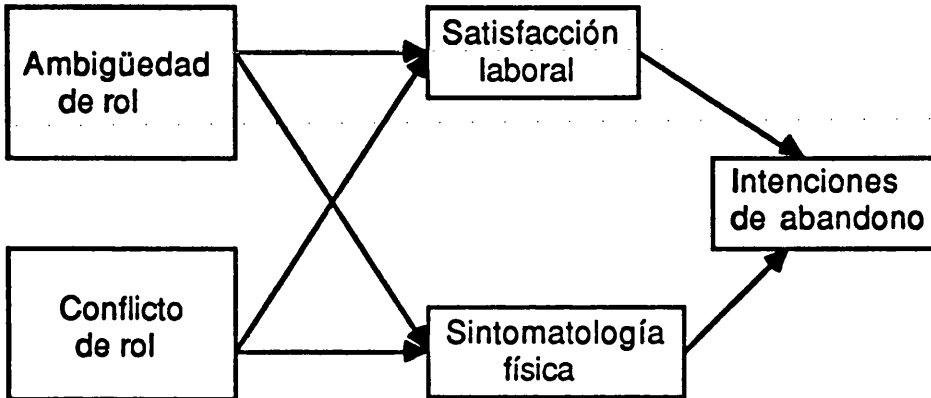 Ambigüedad
de rol
Satisfacción
laboral
Intenciones
de abandono
Conflicto
de rol
Sintomatología
física